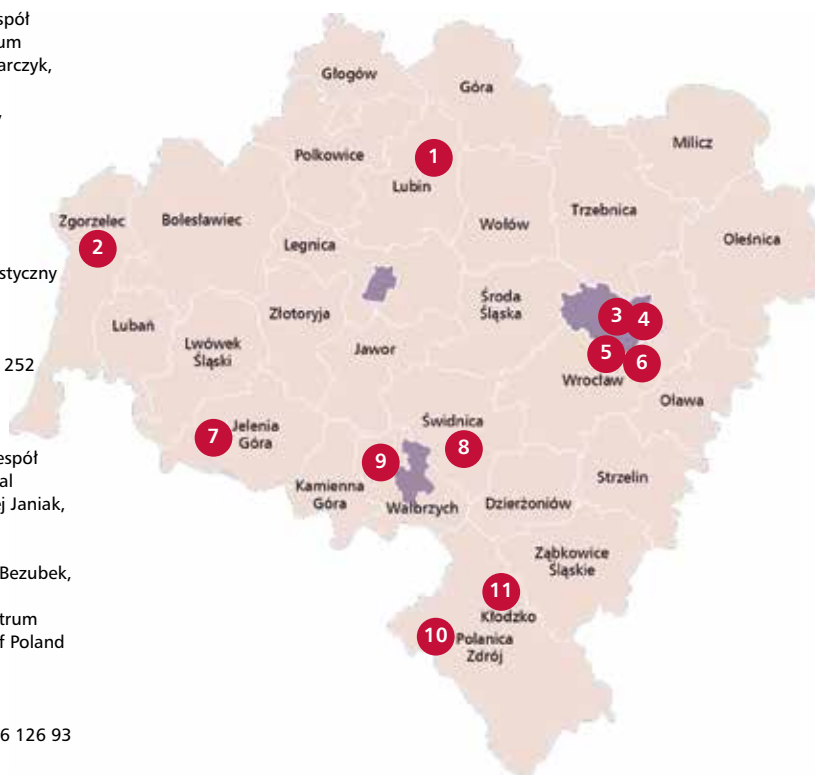 spół
um
arczyk,
styczny
252
espół
al
j Janiak,
Bezubek,
trum
f Poland
6 126 93
Głogów
Góra
Milicz
Polkowice
1
Lubin
Trzebnica
Wołów
Zgorzelec
Bolesławiec
Oleśnica
2
Legnica
Środa
Śląska
Złotoryja
3
4
Lubań
Lwówek
Śląski
Jawor
5
6
Wrocław
Oława
7
Jelenia
Góra
Świdnica
8
9
Kamienna
Góra
Wałbrzych
Dzierżoniów
Strzelin
Ząbkowice
Śląskie
11
Kłodzko
10
Polanica
Zdrój